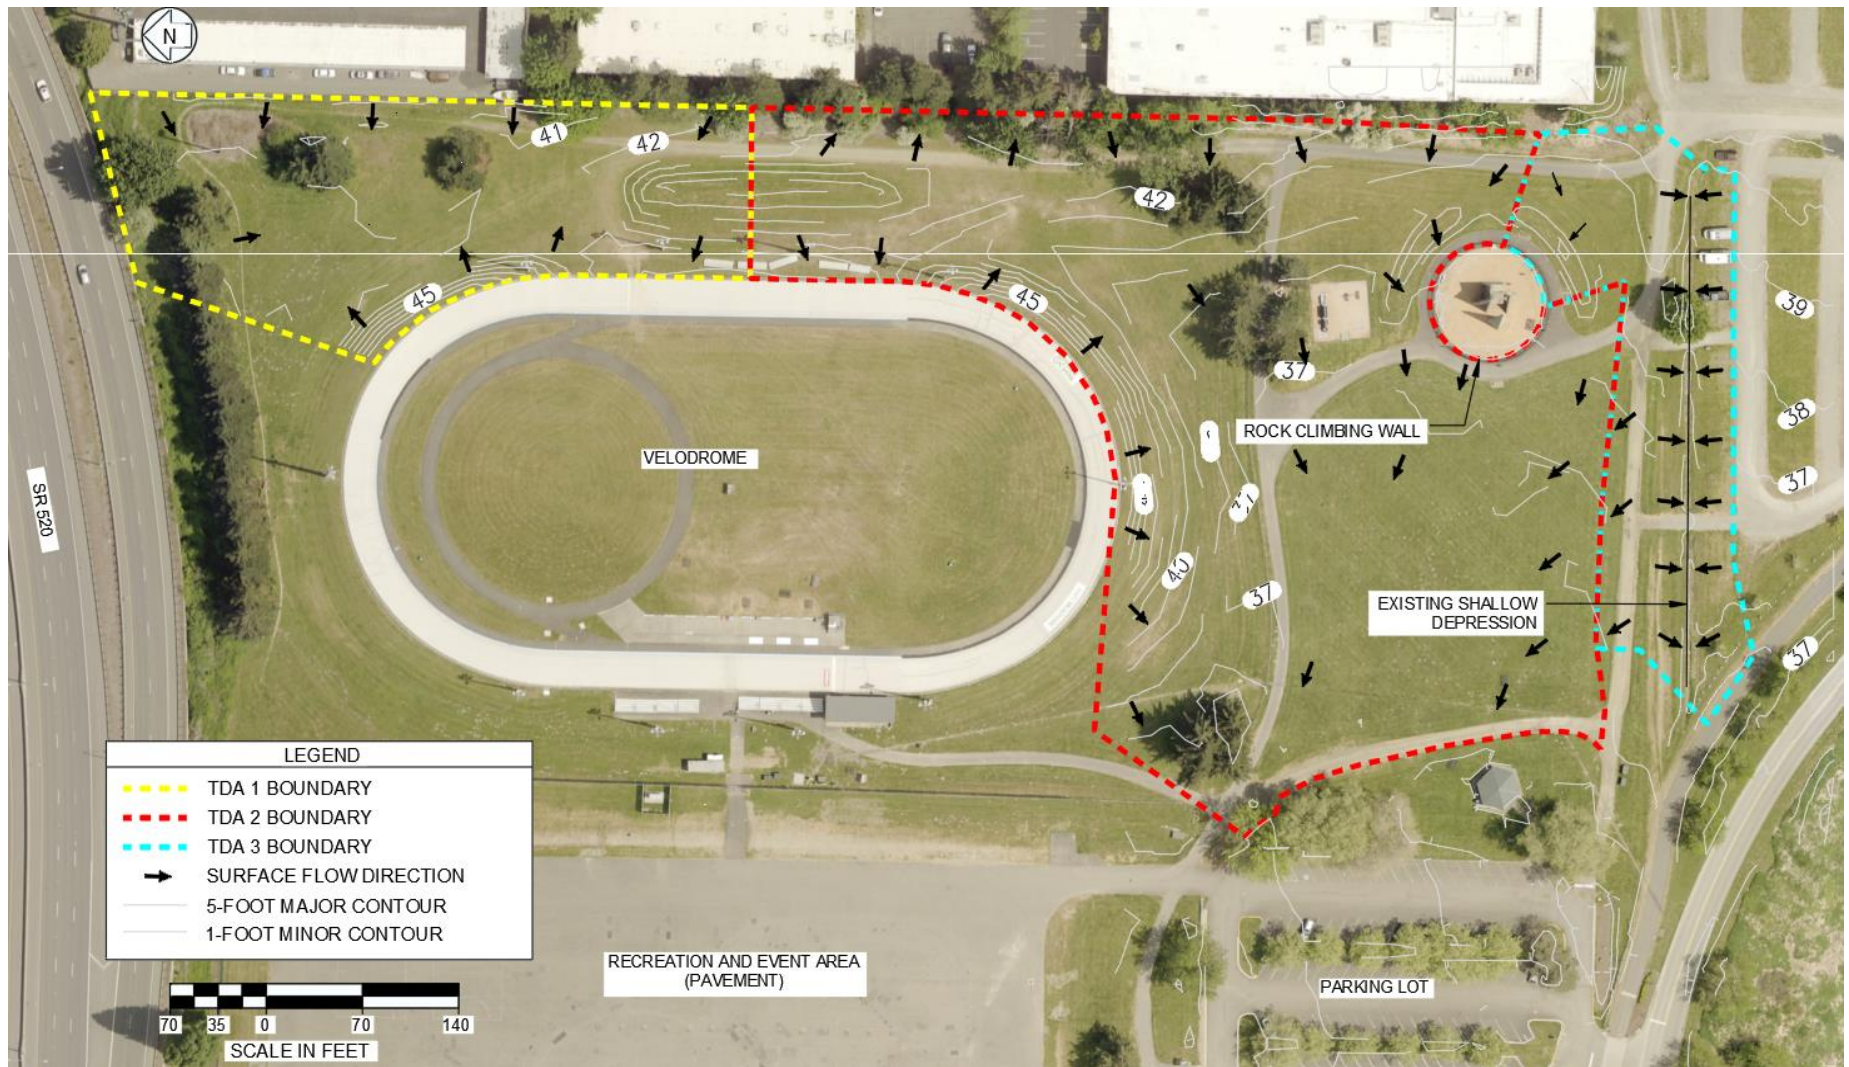 N
41
42
42
45
45
39
37
ROCK CLIMBING WALL
38
VELODROME
37
SR 520
40
37
EXISTING SHALLOW
DEPRESSION
37
LEGEND
TDA 1 BOUNDARY
TDA 2 BOUNDARY
TDA 3 BOUNDARY
SURFACE FLOW DIRECTION
5-FOOT MAJOR CONTOUR
1-FOOT MINOR CONTOUR
RECREATION AND EVENT AREA
(PAVEMENT)
PARKING LOT
70 35 0 70 140
SCALE IN FEET